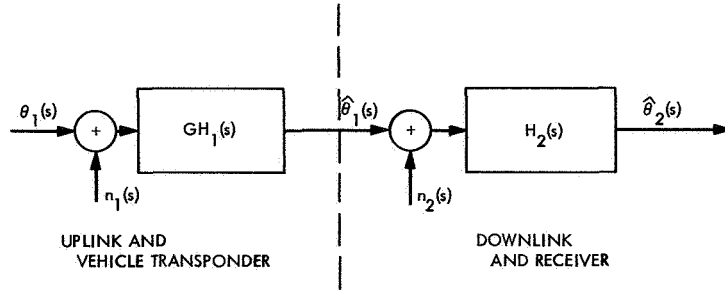 θ₁(s)
+
n₁(s)
GH₁(s)
θ̂₁(s)
+
n₂(s)
H₂(s)
θ̂₂(s)
UPLINK AND
VEHICLE TRANSPONDER
DOWNLINK
AND RECEIVER